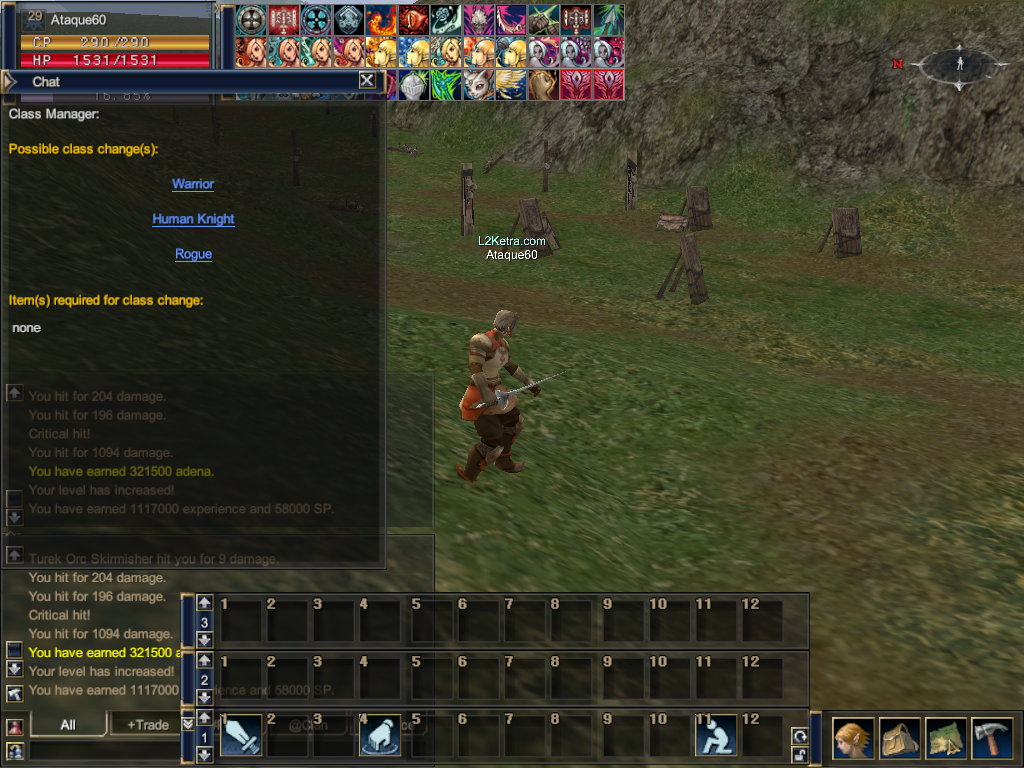 29 Ataque60
CP 290/290
HP 1531/1531
Chat
16.85%
N
Class Manager:
Possible class change(s):
Warrior
Human Knight
Rogue
Item(s) required for class change:
none
L2Ketra.com
Ataque60
You hit for 204 damage.
You hit for 196 damage.
Critical hit!
You hit for 1094 damage.
You have earned 321500 adena.
Your level has increased!
You have earned 1117000 experience and 58000 SP.
Turek Orc Skirmisher hit you for 9 damage.
You hit for 204 damage.
You hit for 196 damage.
Critical hit!
You hit for 1094 damage.
You have earned 321500 a
Your level has increased!
You have earned 1117000 ence and 58000 SP.
3 1 2 3 4 5 6 7 8 9 10 11 12
2 1 2 3 4 5 6 7 8 9 10 11 12
1 1 2 3 4 5 6 7 8 9 10 11 12
All +Trade